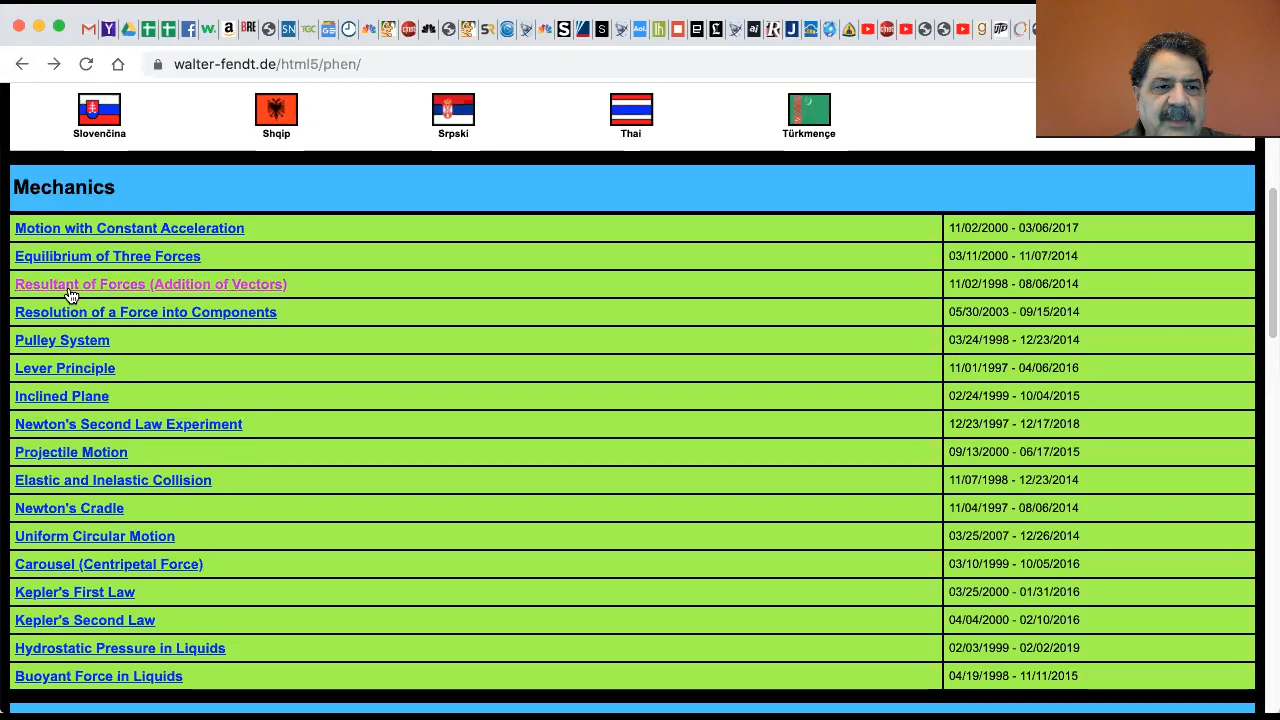 walter-fendt.de/html5/phen/
Slovenčina Shqip Srpski Thai Türkmençe
Mechanics
Motion with Constant Acceleration 11/02/2000 - 03/06/2017
Equilibrium of Three Forces 03/11/2000 - 11/07/2014
Resultant of Forces (Addition of Vectors) 11/02/1998 - 08/06/2014
Resolution of a Force into Components 05/30/2003 - 09/15/2014
Pulley System 03/24/1998 - 12/23/2014
Lever Principle 11/01/1997 - 04/06/2016
Inclined Plane 02/24/1999 - 10/04/2015
Newton's Second Law Experiment 12/23/1997 - 12/17/2018
Projectile Motion 09/13/2000 - 06/17/2015
Elastic and Inelastic Collision 11/07/1998 - 12/23/2014
Newton's Cradle 11/04/1997 - 08/06/2014
Uniform Circular Motion 03/25/2007 - 12/26/2014
Carousel (Centripetal Force) 03/10/1999 - 10/05/2016
Kepler's First Law 03/25/2000 - 01/31/2016
Kepler's Second Law 04/04/2000 - 02/10/2016
Hydrostatic Pressure in Liquids 02/03/1999 - 02/02/2019
Buoyant Force in Liquids 04/19/1998 - 11/11/2015